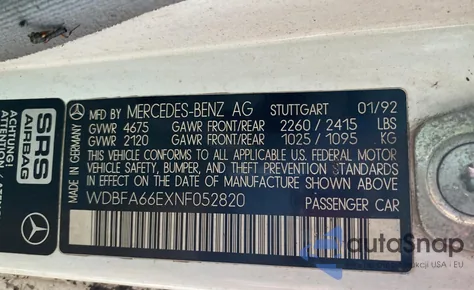 MFD BY MERCEDES-BENZ AG STUTTGART 01/92
GVWR 4675 GAWR FRONT/REAR 2260 / 2415 LBS
GVWR 2120 GAWR FRONT/REAR 1025 / 1095 KG
THIS VEHICLE CONFORMS TO ALL APPLICABLE FEDERAL MOTOR
VEHICLE SAFETY, BUMPER, AND THEFT PREVENTION STANDARDS
IN EFFECT ON THE DATE OF MANUFACTURE SHOWN ABOVE
WDBFA66EXNF052820 PASSENGER CAR
MADE IN GERMANY
SRS
AIRBAG
ACHTUNG!
autoSnap
USA - EU